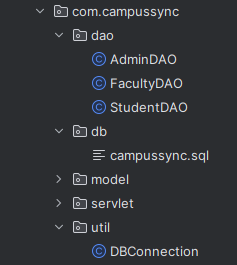 com.campussync
dao
AdminDAO
FacultyDAO
StudentDAO
db
campussync.sql
model
servlet
util
DBConnection